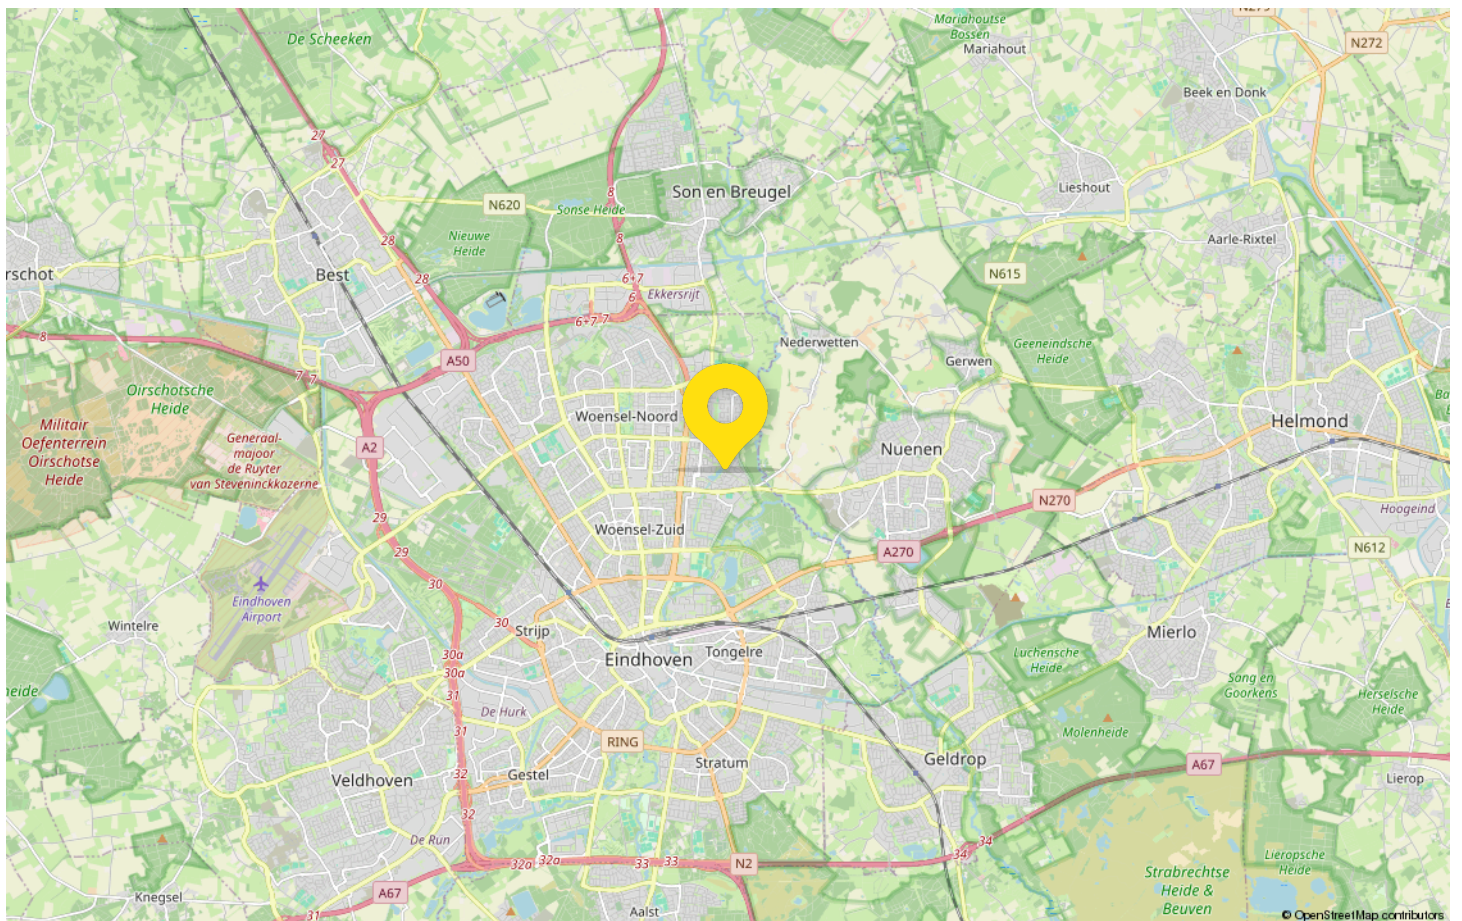 N279
De Scheeken
Mariahoutse
Bossen
Mariahout
N272
Beek en Donk
27
27
Son en Breugel
8
Lieshout
N620
Sonse Heide
Nieuwe
Heide
8
28
Aarle-Rixtel
rschot
Best
28
6+7
6
Ekkersrijt
N615
6+7
7
8
Nederwetten
Geeneindsche
Heide
A50
Gerwen
7
7
Oirschotsche
Heide
Ba
B
Militair
Oefenterrein
Oirschotse
Heide
Generaal-
majoor
de Ruyter
van Steveninckkazerne
Woensel-Noord
Helmond
A2
Nuenen
N270
Hoogeind
29
Woensel-Zuid
29
A270
N612
30
Eindhoven
Airport
Wintelre
30
Strijp
Mierlo
30a
30a
Eindhoven
Tongelre
Luchensche
Heide
31
heide
Sang en
Goorkens
Herselsche
Heide
De Hurk
31
RING
Molenheide
Geldrop
Stratum
A67
32
Gestel
Veldhoven
Lierop
32
De Run
34
34
32a
32a
33
33
N2
Lieropsche
Heide
A67
Knegsel
Strabrechtse
Heide &
Beuven
31
Aalst
© OpenStreetMap contributors